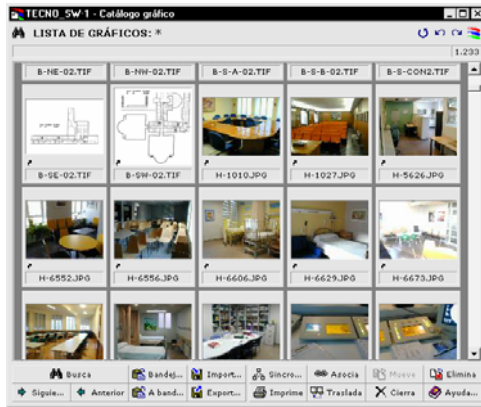 TECNO_SW-1 - Catálogo gráfico
LISTA DE GRÁFICOS: *
1.233
B-NE-02.TIF B-NW-02.TIF B-S-A-02.TIF B-S-B-02.TIF B-S-CON2.TIF
B-SE-02.TIF B-SW-02.TIF H-1010.JPG H-1027.JPG H-5626.JPG
H-6552.JPG H-6556.JPG H-6606.JPG H-6629.JPG H-6673.JPG
Busca Bandej... Import... Sincro... Asocia Mueve Elimina
Siguie... Anterior A band... Export... Imprime Traslada Cierra Ayuda...